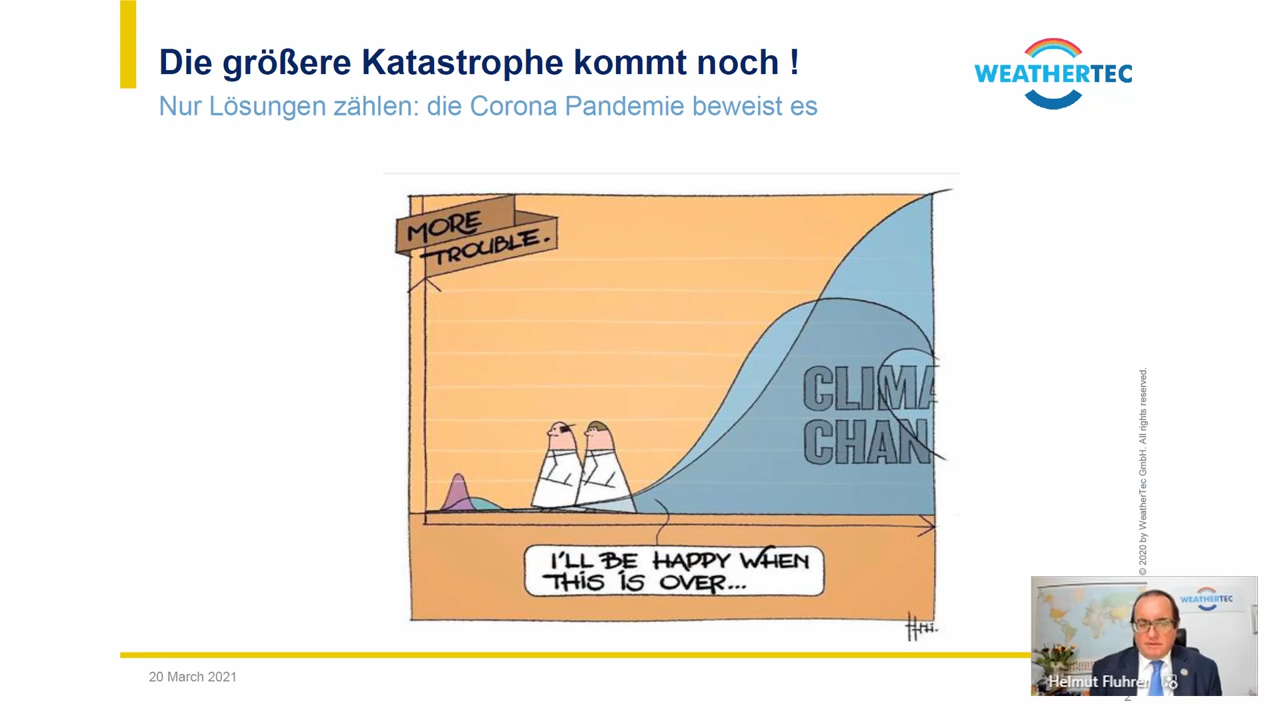 Die größere Katastrophe kommt noch !
Nur Lösungen zählen: die Corona Pandemie beweist es
WEATHERTEC
MORE
TROUBLE.
CLIMA
CHAN
I'LL BE HAPPY WHEN
THIS IS OVER...
© 2020 by WeatherTec GmbH. All rights reserved.
WEATHERTEC
Helmut Fluhrer
20 March 2021
2